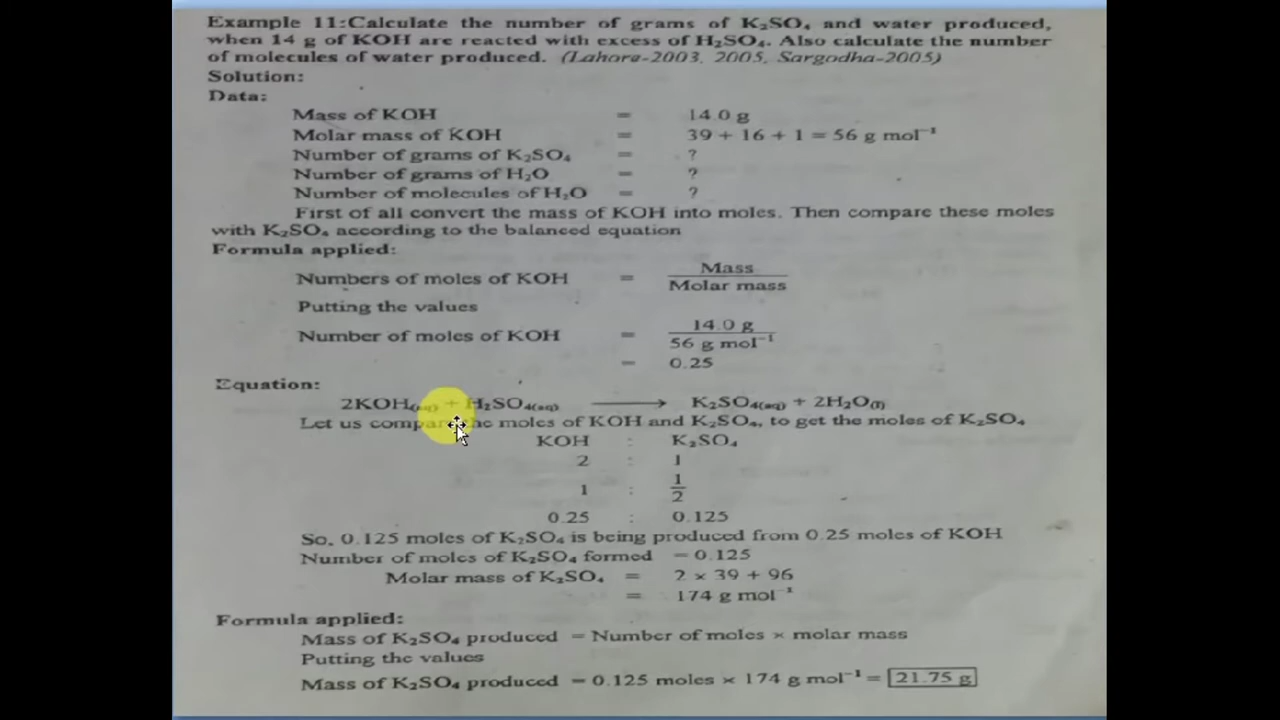 Example 11:Calculate the number of grams of K₂SO₄ and water produced,
when 14 g of KOH are reacted with excess of H₂SO₄. Also calculate the number
of molecules of water produced. (Lahore-2003, 2005, Sargodha-2005)
Solution:
Data:
Mass of KOH = 14.0 g
Molar mass of KOH = 39 + 16 + 1 = 56 g mol⁻¹
Number of grams of K₂SO₄ = ?
Number of grams of H₂O = ?
Number of molecules of H₂O = ?
First of all convert the mass of KOH into moles. Then compare these moles
with K₂SO₄ according to the balanced equation
Formula applied:
Numbers of moles of KOH = Mass / Molar mass
Putting the values
Number of moles of KOH = 14.0 g / 56 g mol⁻¹
= 0.25
Equation:
2KOH(aq) + H₂SO₄(aq) ⟶ K₂SO₄(aq) + 2H₂O(l)
Let us compare the moles of KOH and K₂SO₄, to get the moles of K₂SO₄
KOH : K₂SO₄
2 : 1
1 : 1/2
0.25 : 0.125
So, 0.125 moles of K₂SO₄ is being produced from 0.25 moles of KOH
Number of moles of K₂SO₄ formed = 0.125
Molar mass of K₂SO₄ = 2 × 39 + 96
= 174 g mol⁻¹
Formula applied:
Mass of K₂SO₄ produced = Number of moles × molar mass
Putting the values
Mass of K₂SO₄ produced = 0.125 moles × 174 g mol⁻¹ = 21.75 g